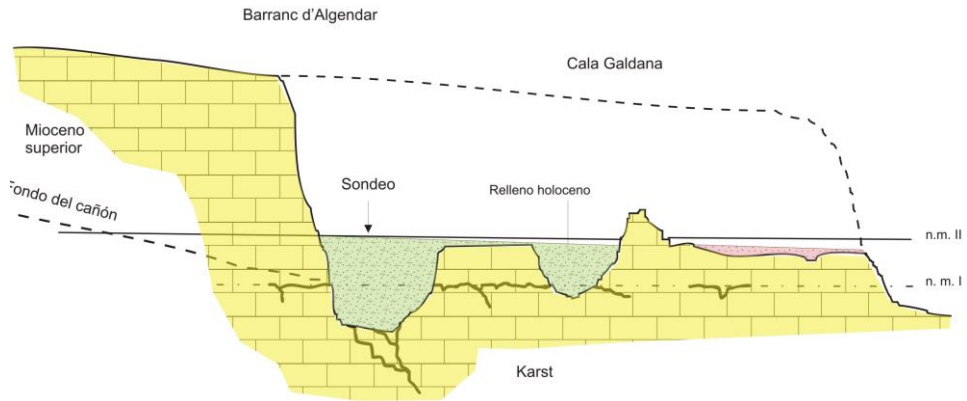 Barranc d'Algendar
Cala Galdana
Mioceno
superior
Sondeo
Relleno holoceno
Fondo del cañón
n.m. II
n. m. I
Karst